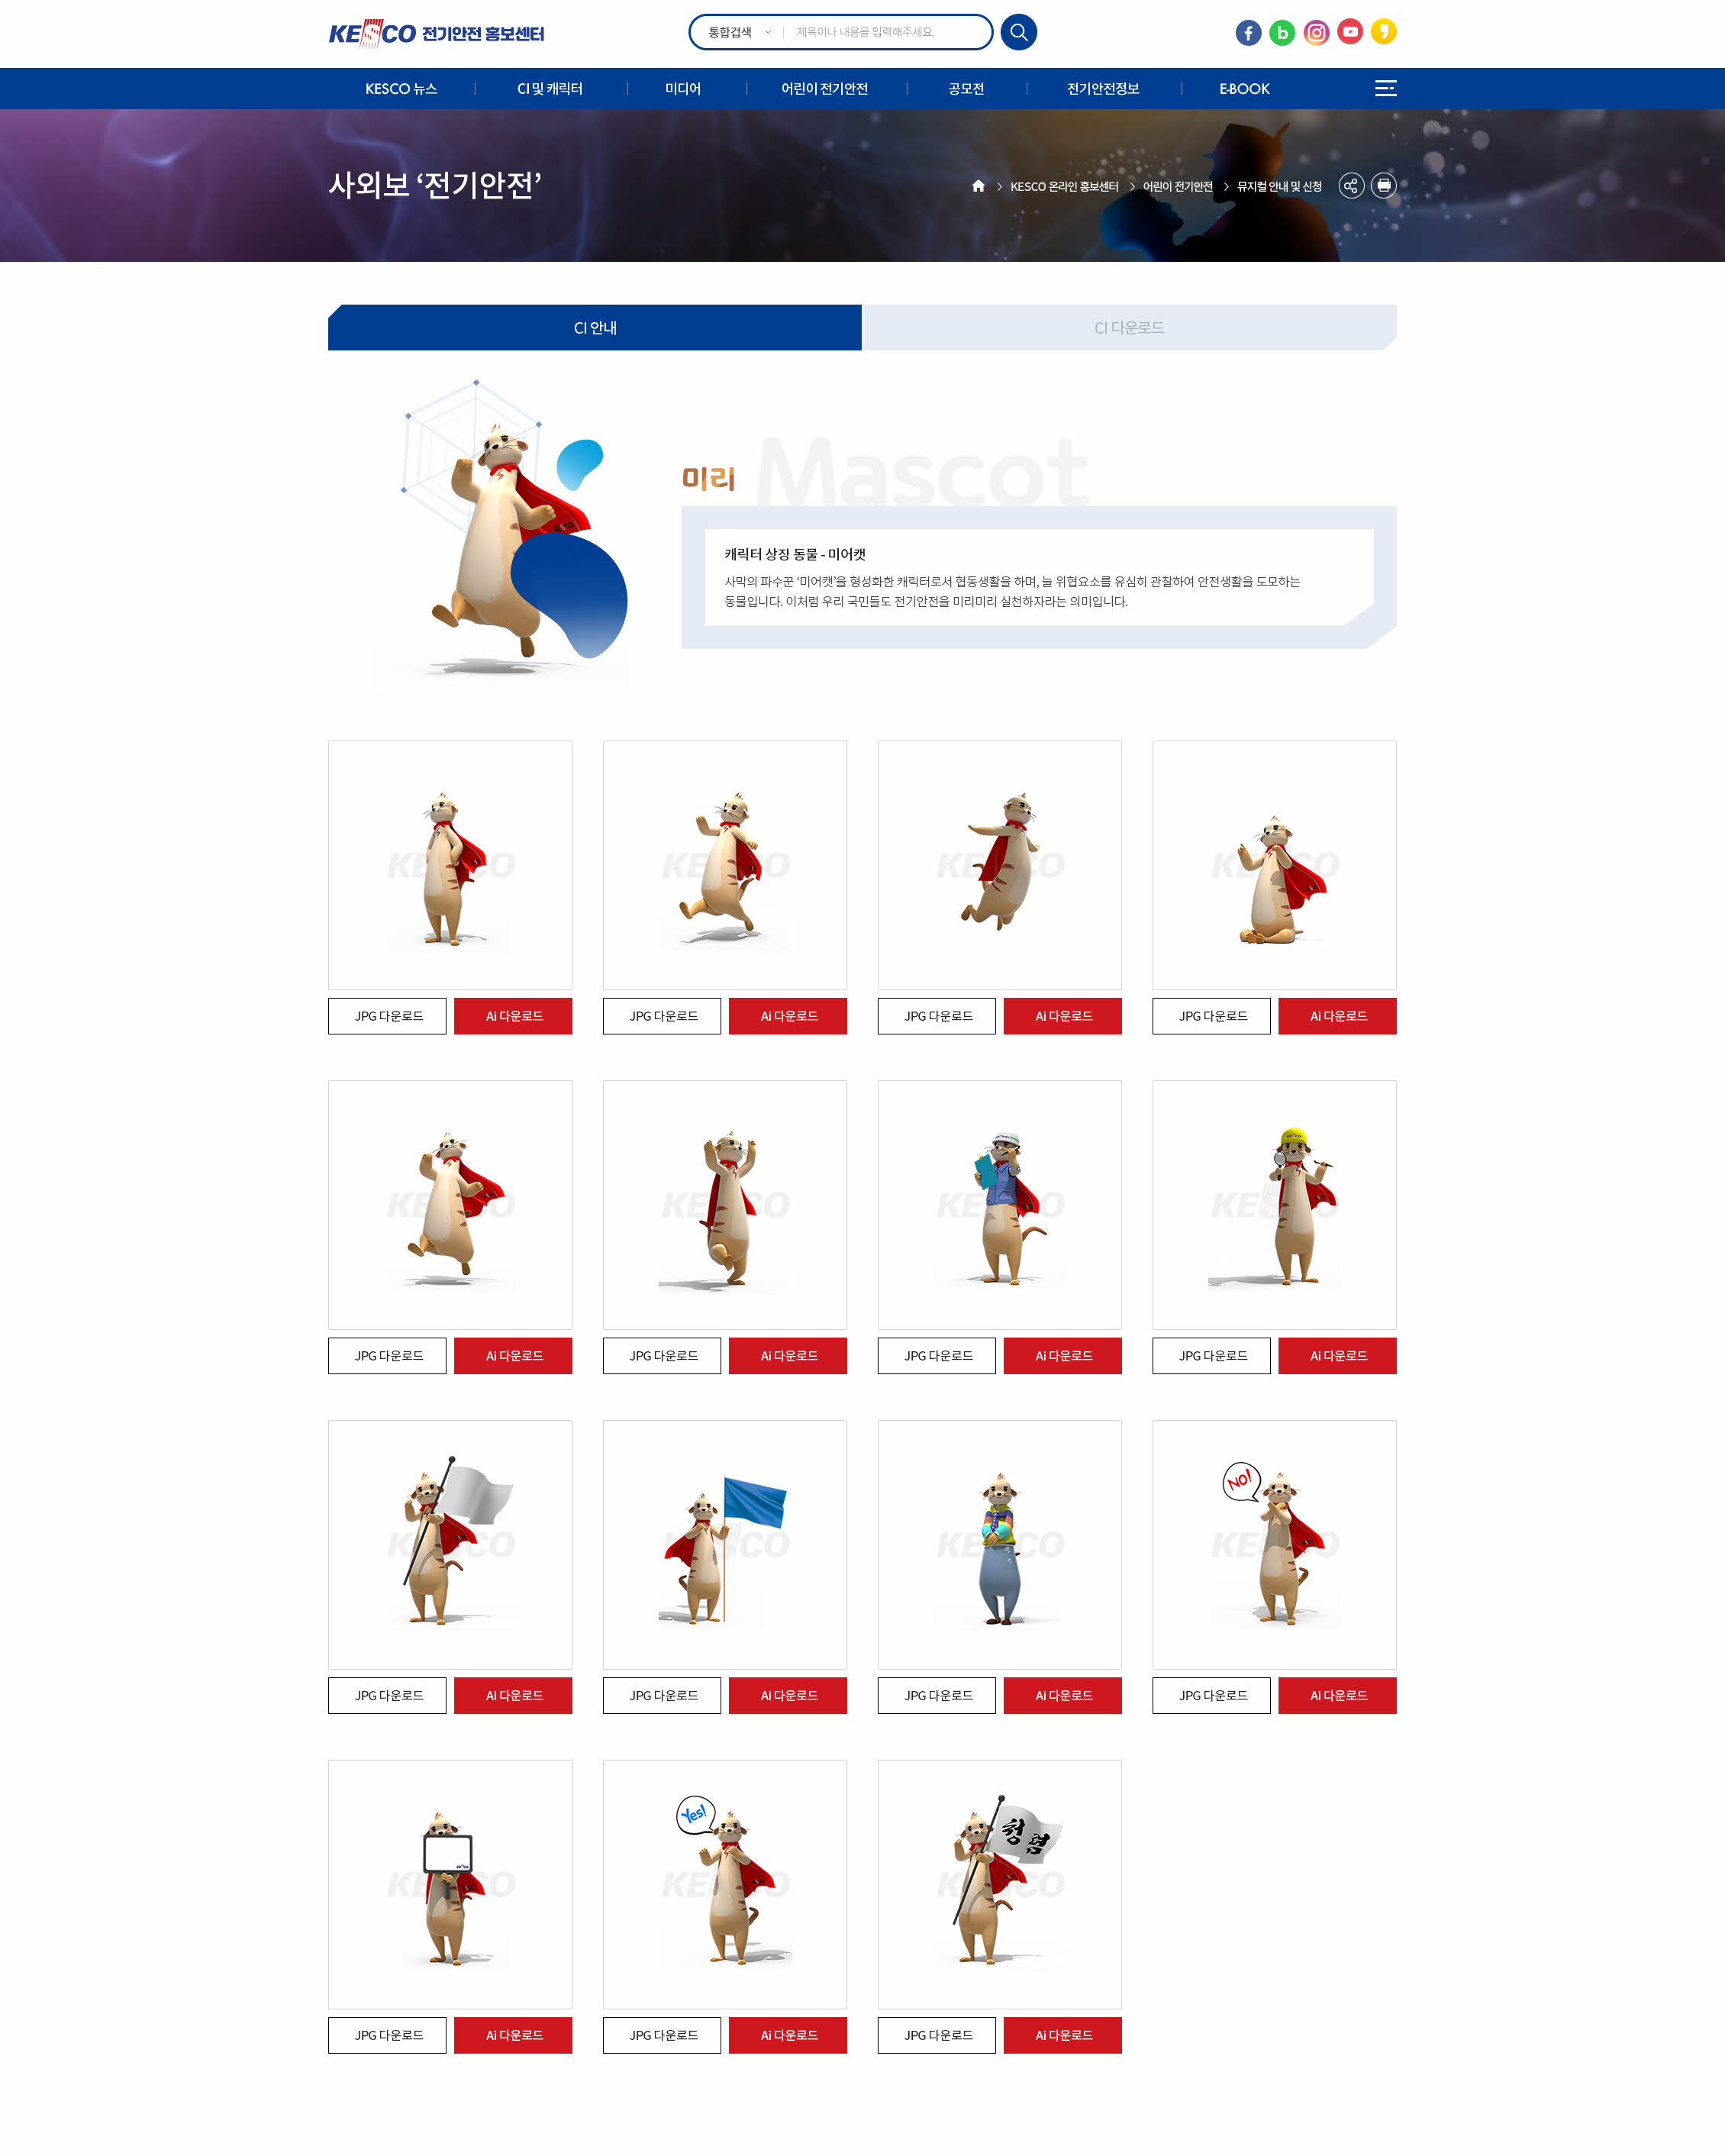 KESCO 전기안전 홍보센터
통합겁색
제목이나 내용을 입력해주세요.
KESCO 뉴스
CI 및 캐릭터
미디어
어린이 전기안전
공모전
전기안전정보
E-BOOK
사외보 ‘전기안전’
KESCO 온라인 홍보센터
어린이 전기안전
뮤지컬 안내 및 신청
CI 안내
CI 다운로드
Mascot
미리
캐릭터 상징 동물 - 미어캣
사막의 파수꾼 ‘미어캣’을 형성화한 캐릭터로서 협동생활을 하며, 늘 위협요소를 유심히 관찰하여 안전생활을 도모하는
동물입니다. 이처럼 우리 국민들도 전기안전을 미리미리 실천하자라는 의미입니다.
KESCO
KESCO
KESCO
KESCO
JPG 다운로드
Ai 다운로드
JPG 다운로드
Ai 다운로드
JPG 다운로드
Ai 다운로드
JPG 다운로드
Ai 다운로드
KESCO
KESCO
KESCO
KESCO
JPG 다운로드
Ai 다운로드
JPG 다운로드
Ai 다운로드
JPG 다운로드
Ai 다운로드
JPG 다운로드
Ai 다운로드
KESCO
KESCO
KESCO
NO!
KESCO
JPG 다운로드
Ai 다운로드
JPG 다운로드
Ai 다운로드
JPG 다운로드
Ai 다운로드
JPG 다운로드
Ai 다운로드
KESCO
Yes!
KESCO
청렴
KESCO
JPG 다운로드
Ai 다운로드
JPG 다운로드
Ai 다운로드
JPG 다운로드
Ai 다운로드